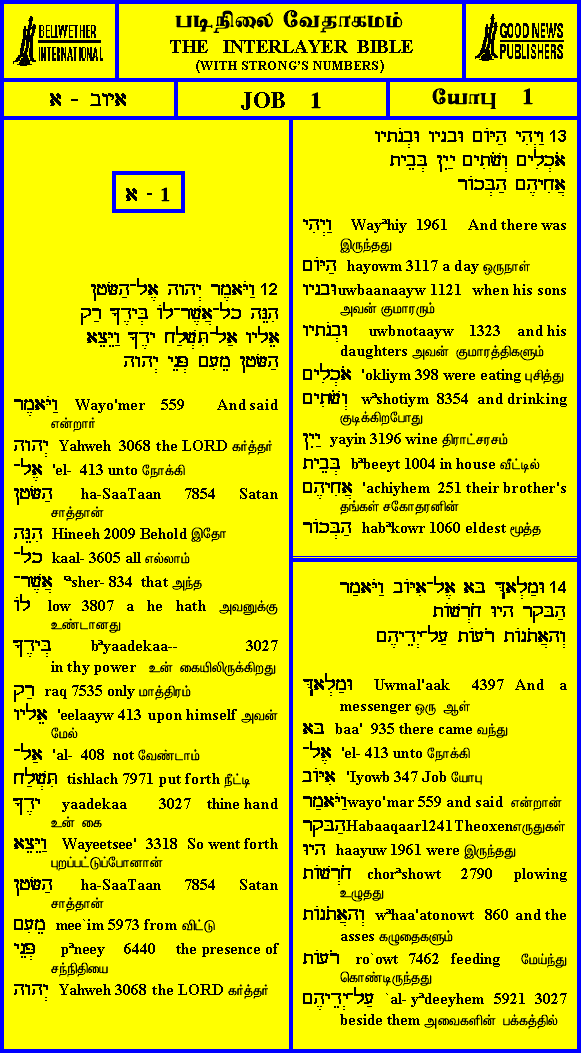 BELLWETHER
INTERNATIONAL
படிநிலை வேதாகமம்
THE INTERLAYER BIBLE
(WITH STRONG'S NUMBERS)
GOOD NEWS
PUBLISHERS
איוב - א
JOB 1
யோபு 1
א - 1
12 וַיֹּאמֶר יְהוָה אֶל־הַשָּׂטָן
הִנֵּה כל־אֲשֶׁר־לוֹ בְּיָדֶךָ רַק
אֵלָיו אַל־תִּשְׁלַח יָדֶךָ וַיֵּצֵא
הַשָּׂטָן מֵעִם פְּנֵי יְהוָה
וַיֹּאמֶר Wayo'mer 559 And said
என்றார்
יְהוָה Yahweh 3068 the LORD கர்த்தர்
אֶל־ 'el- 413 unto நோக்கி
הַשָּׂטָן ha-SaaTaan 7854 Satan
சாத்தான்
הִנֵּה Hineeh 2009 Behold இதோ
כל־ kaal- 3605 all எல்லாம்
אֲשֶׁר־ ªsher- 834 that அந்த
לוֹ low 3807 a he hath அவனுக்கு
உண்டானது
בְּיָדֶךָ bªyaadekaa-- 3027
in thy power உன் கையிலிருக்கிறது
רַק raq 7535 only மாத்திரம்
אֵלָיו 'eelaayw 413 upon himself அவன்
மேல்
אַל־ 'al- 408 not வேண்டாம்
תִּשְׁלַח tishlach 7971 put forth நீட்டி
יָדֶךָ yaadekaa 3027 thine hand
உன் கை
וַיֵּצֵא Wayeetsee' 3318 So went forth
புறப்பட்டுப்போனான்
הַשָּׂטָן ha-SaaTaan 7854 Satan
சாத்தான்
מֵעִם mee`im 5973 from விட்டு
פְּנֵי pªneey 6440 the presence of
சந்நிதியை
יְהוָה Yahweh 3068 the LORD கர்த்தர்
13 וַיְהִי הַיּוֹם וּבָנָיו וּבְנֹתָיו
אֹכְלִים וְשֹׁתִים יַיִן בְּבֵית
אֲחִיהֶם הַבְּכוֹר
וַיְהִי Wayªhiy 1961 And there was
இருந்தது
הַיּוֹם hayowm 3117 a day ஒருநாள்
וּבָנָיו uwbaanaayw 1121 when his sons
அவன் குமாரரும்
וּבְנֹתָיו uwbnotaayw 1323 and his
daughters அவன் குமாரத்திகளும்
אֹכְלִים 'okliym 398 were eating புசித்து
וְשֹׁתִים wªshotiym 8354 and drinking
குடிக்கிறபோது
יַיִן yayin 3196 wine திராட்சரசம்
בְּבֵית bªbeeyt 1004 in house வீட்டில்
אֲחִיהֶם 'achiyhem 251 their brother's
தங்கள் சகோதரனின்
הַבְּכוֹר habªkowr 1060 eldest மூத்த
14 וּמַלְאָךְ בָּא אֶל־אִיּוֹב וַיֹּאמַר
הַבָּקָר הָיוּ חֹרְשׁוֹת
וְהָאֲתֹנוֹת רֹעוֹת עַל־יְדֵיהֶם
וּמַלְאָךְ Uwmal'aak 4397 And a
messenger ஒரு ஆள்
בָּא baa' 935 there came வந்து
אֶל־ 'el- 413 unto நோக்கி
אִיּוֹב 'Iyowb 347 Job யோபு
וַיֹּאמַר wayo'mar 559 and said என்றான்
הַבָּקָר Habaaqaar1241 Theoxen எருதுகள்
הָיוּ haayuw 1961 were இருந்தது
חֹרְשׁוֹת chorªshowt 2790 plowing
உழுதது
וְהָאֲתֹנוֹת wªhaa'atonowt 860 and the
asses கழுதைகளும்
רֹעוֹת ro`owt 7462 feeding மேய்ந்து
கொண்டிருந்தது
עַל־יְדֵיהֶם `al- yªdeeyhem 5921 3027
beside them அவைகளின் பக்கத்தில்